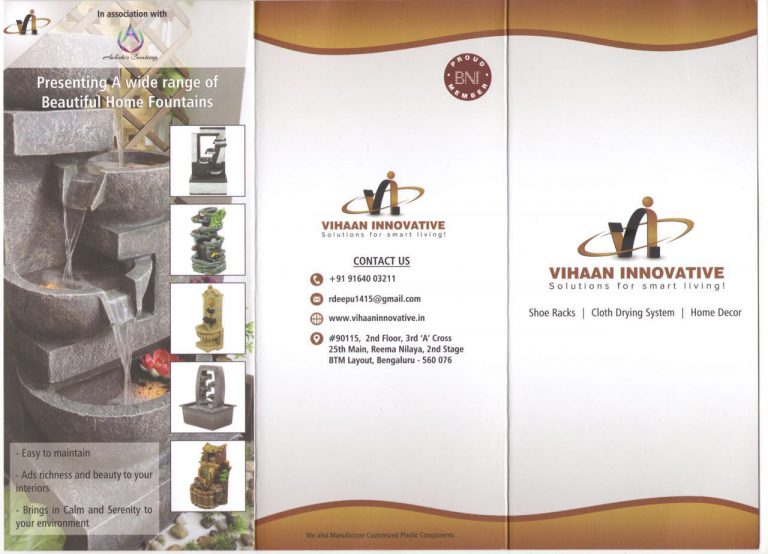 In association with
Presenting A wide range of
Beautiful Home Fountains
- Easy to maintain
- Ads richness and beauty to your
interiors
- Brings in Calm and Serenity to
your environment
PROUD
BNI
MEMBER
VIHAAN INNOVATIVE
Solutions for smart living!
CONTACT US
+91 91640 03211
rdeepu1415@gmail.com
www.vihaaninnovative.in
#90115, 2nd Floor, 3rd 'A' Cross
25th Main, Reema Nilaya, 2nd Stage
BTM Layout, Bengaluru - 560 076
We also Manufacture Customized Plastic Components
VIHAAN INNOVATIVE
Solutions for smart living!
Shoe Racks | Cloth Drying System | Home Decor